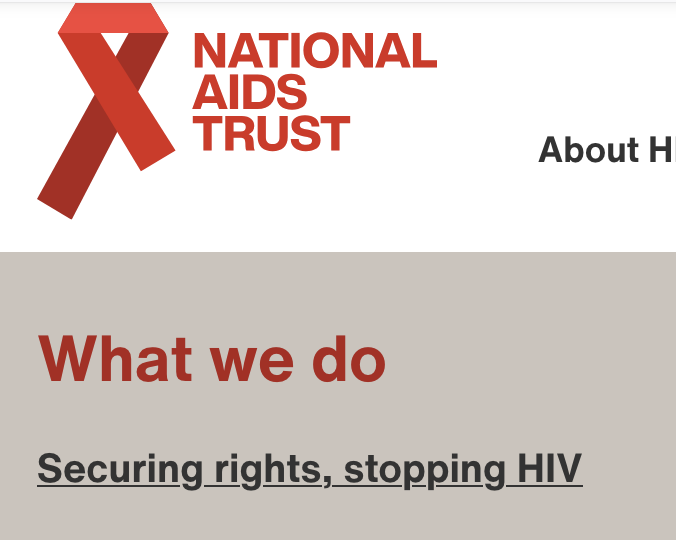 NATIONAL
AIDS
TRUST
About
What we do
Securing rights, stopping HIV